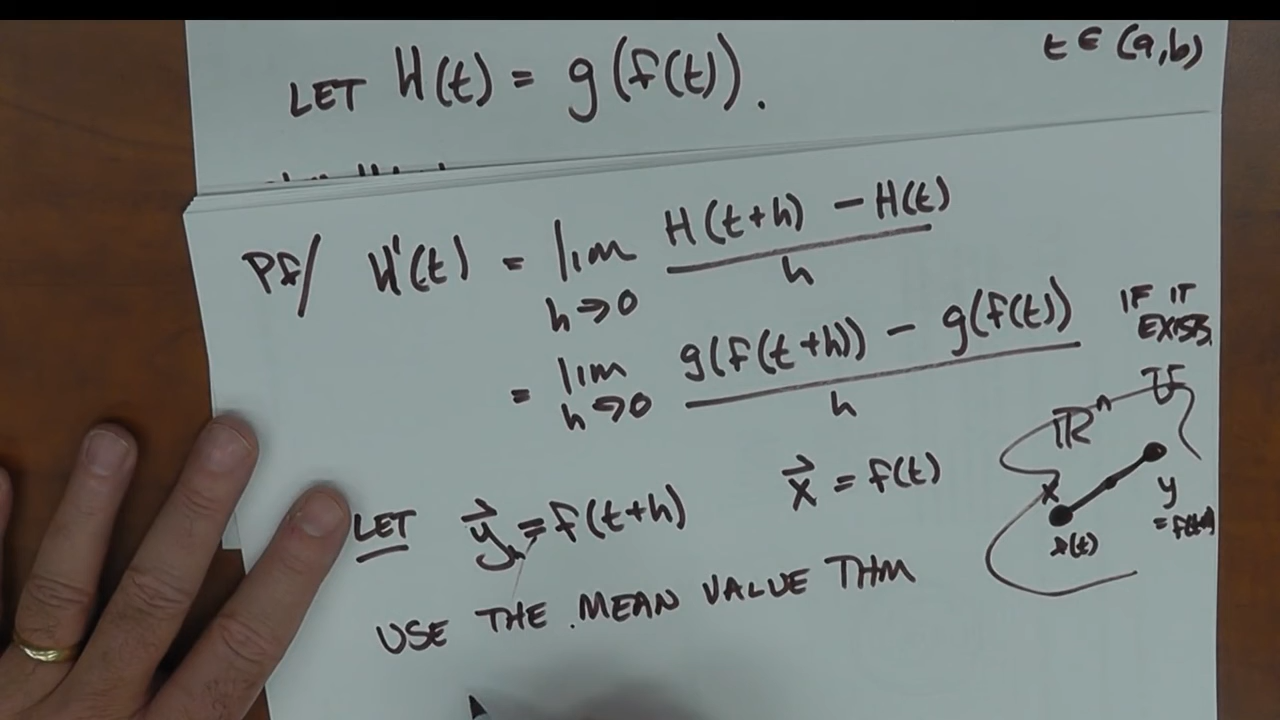 LET H(t) = g(f(t)).
t ∈ (a,b)
Pf/ H'(t) = lim h→0 H(t+h) - H(t) / h
= lim h→0 g(f(t+h)) - g(f(t)) / h
IF IT
EXISTS.
ℝⁿ U
LET y⃗ₕ = f(t+h) x⃗ = f(t)
x y
f(t)
USE THE MEAN VALUE THM